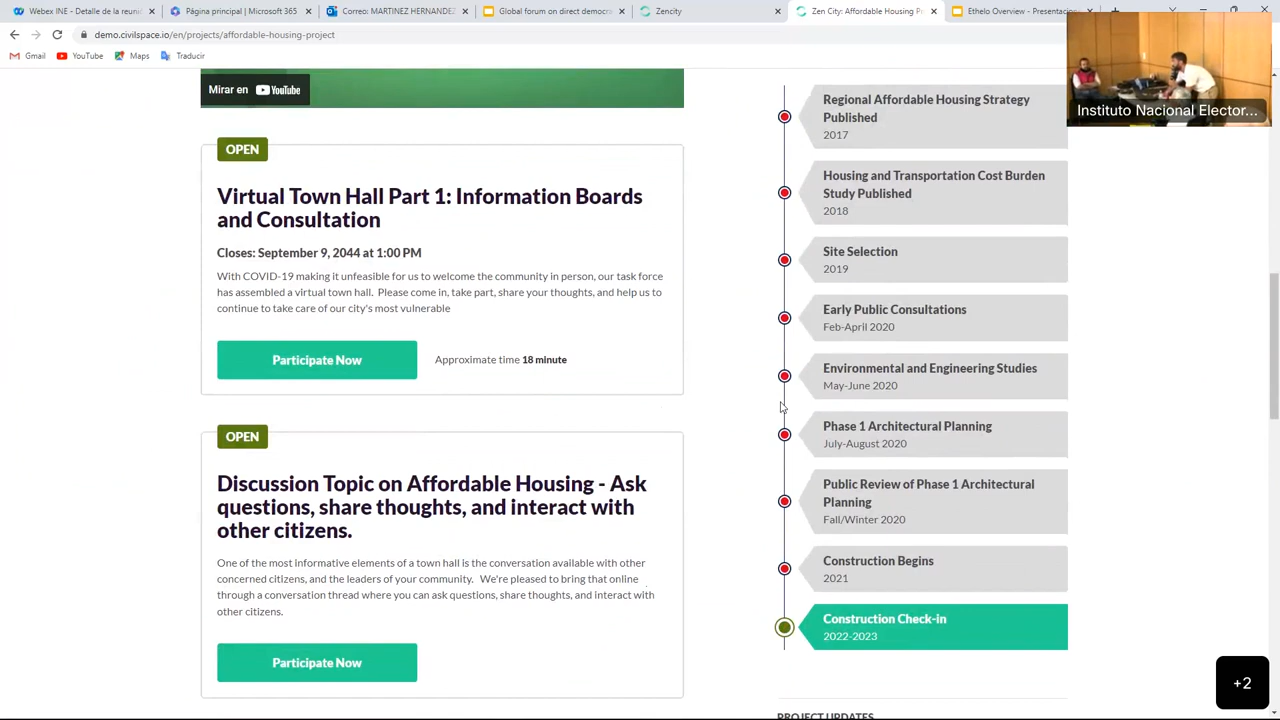 Webex INE - Detalle de la reuni
Página principal | Microsoft 365
Correo: MARTINEZ HERNANDEZ
Global forum on direct democra
Zencity
Zen City: Affordable Housing Pr
Ethelo Overview - Presentacio
demo.civilspace.io/en/projects/affordable-housing-project
Gmail
YouTube
Maps
Traducir
Instituto Nacional Elector...
Mirar en YouTube
OPEN
Virtual Town Hall Part 1: Information Boards
and Consultation
Closes: September 9, 2044 at 1:00 PM
With COVID-19 making it unfeasible for us to welcome the community in person, our task force
has assembled a virtual town hall. Please come in, take part, share your thoughts, and help us to
continue to take care of our city's most vulnerable
Participate Now
Approximate time 18 minute
OPEN
Discussion Topic on Affordable Housing - Ask
questions, share thoughts, and interact with
other citizens.
One of the most informative elements of a town hall is the conversation available with other
concerned citizens, and the leaders of your community. We're pleased to bring that online
through a conversation thread where you can ask questions, share thoughts, and interact with
other citizens.
Participate Now
Regional Affordable Housing Strategy
Published
2017
Housing and Transportation Cost Burden
Study Published
2018
Site Selection
2019
Early Public Consultations
Feb-April 2020
Environmental and Engineering Studies
May-June 2020
Phase 1 Architectural Planning
July-August 2020
Public Review of Phase 1 Architectural
Planning
Fall/Winter 2020
Construction Begins
2021
Construction Check-in
2022-2023
PROJECT UPDATES
+2